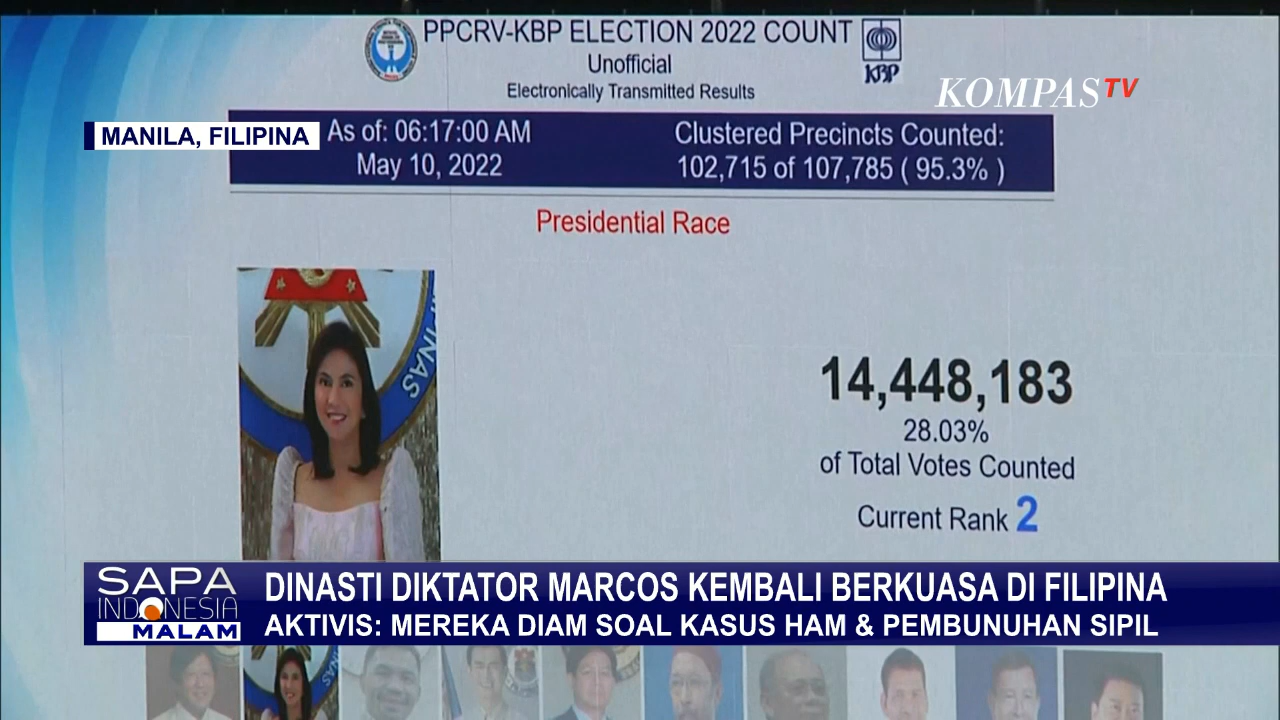 PPCRV-KBP ELECTION 2022 COUNT
Unofficial
Electronically Transmitted Results
KBP
KOMPAS TV
MANILA, FILIPINA
As of: 06:17:00 AM
May 10, 2022
Clustered Precincts Counted:
102,715 of 107,785 ( 95.3% )
Presidential Race
PINAS
14,448,183
28.03%
of Total Votes Counted
Current Rank 2
SAPA
INDONESIA
MALAM
DINASTI DIKTATOR MARCOS KEMBALI BERKUASA DI FILIPINA
AKTIVIS: MEREKA DIAM SOAL KASUS HAM & PEMBUNUHAN SIPIL